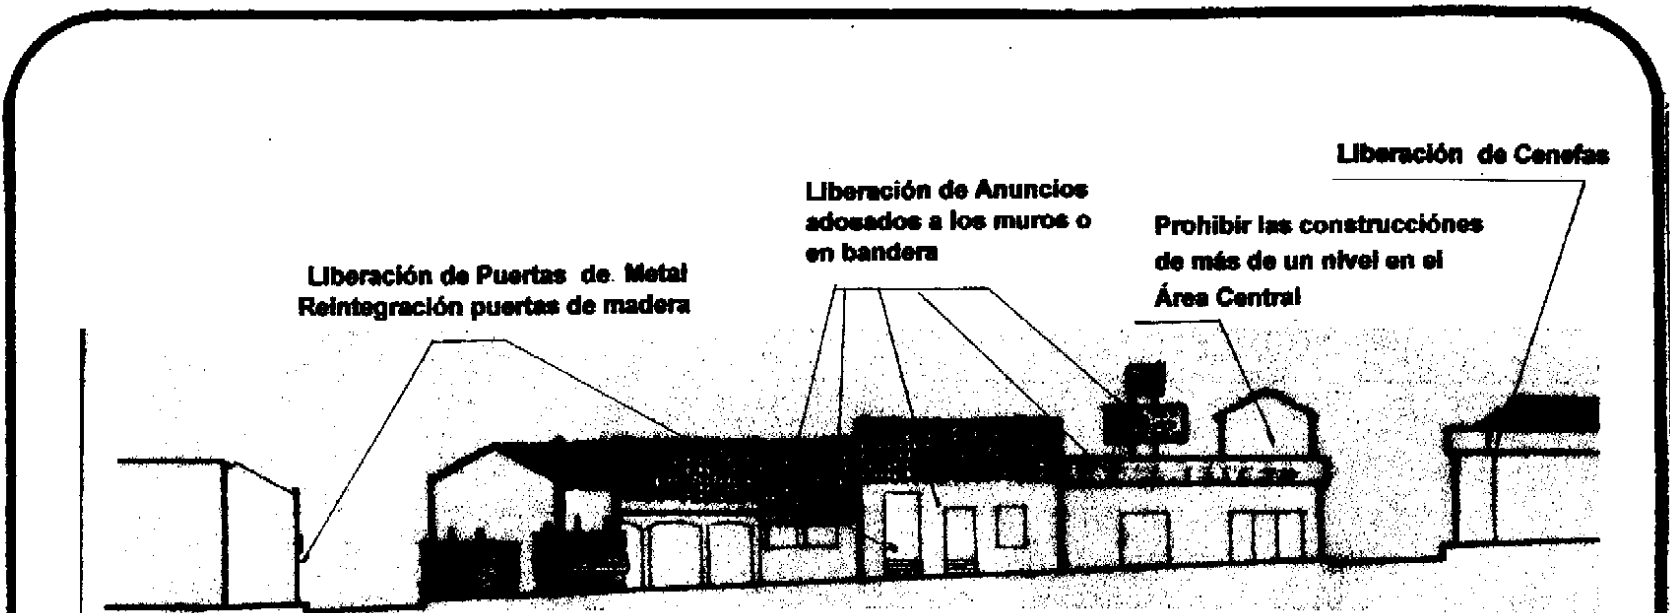 Liberación de Cenefas
Liberación de Anuncios
adosados a los muros o
en bandera
Prohibir las construcciónes
de más de un nivel en el
Área Central
Liberación de Puertas de Metal
Reintegración puertas de madera